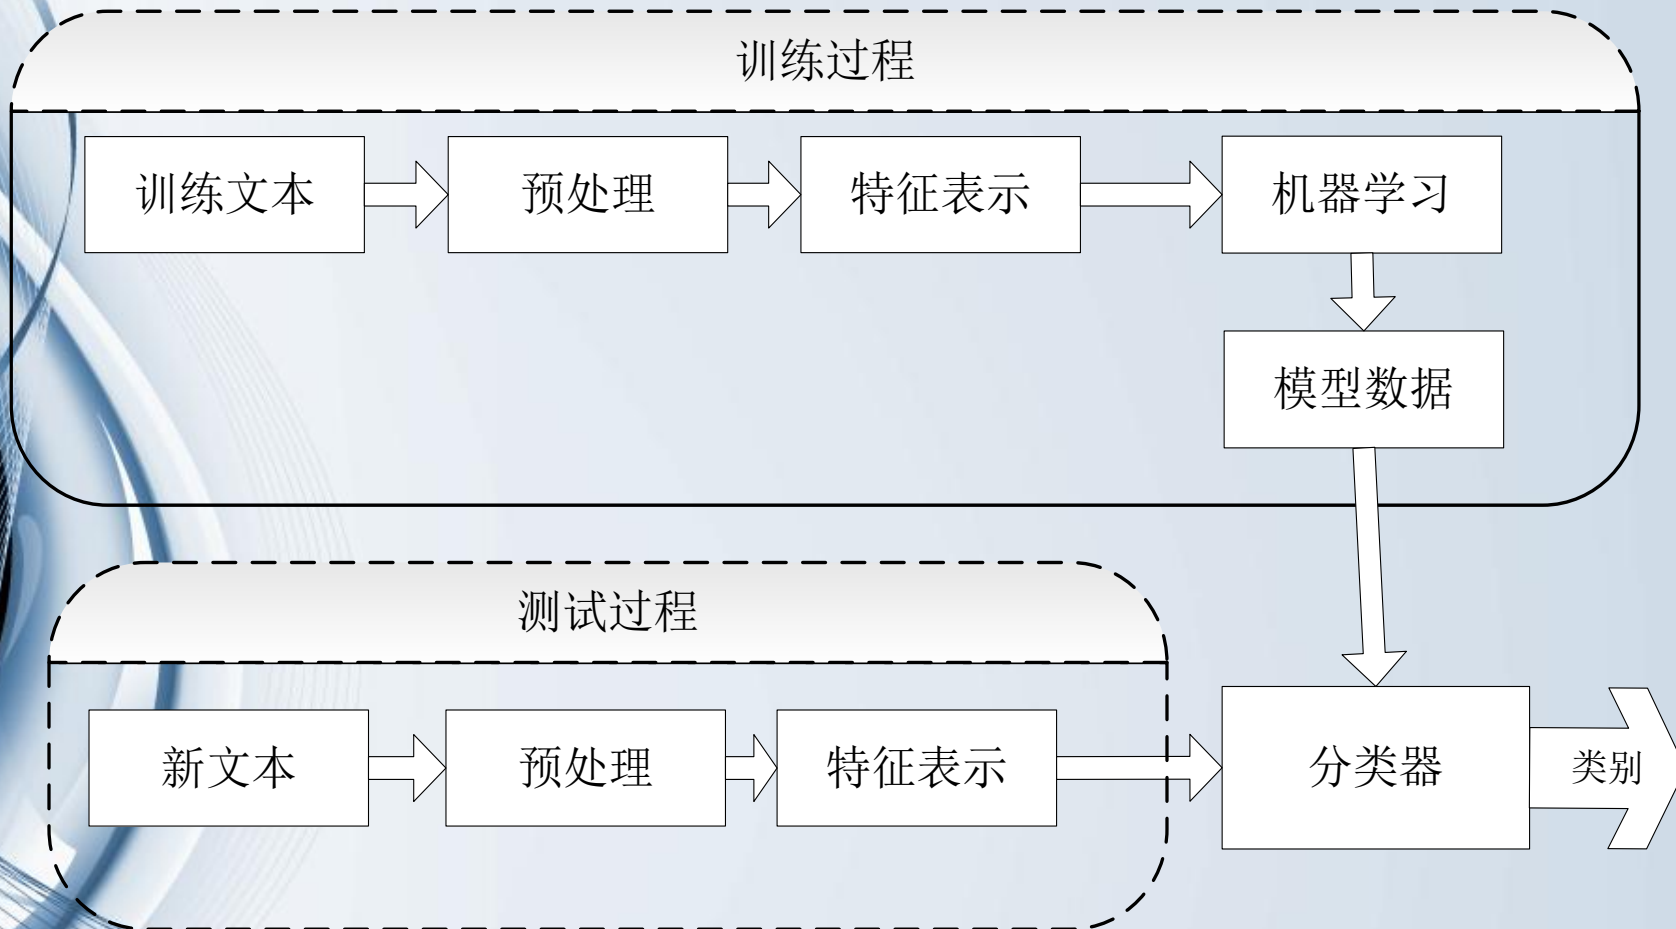 训练过程
训练文本
预处理
特征表示
机器学习
模型数据
测试过程
新文本
预处理
特征表示
分类器
类别